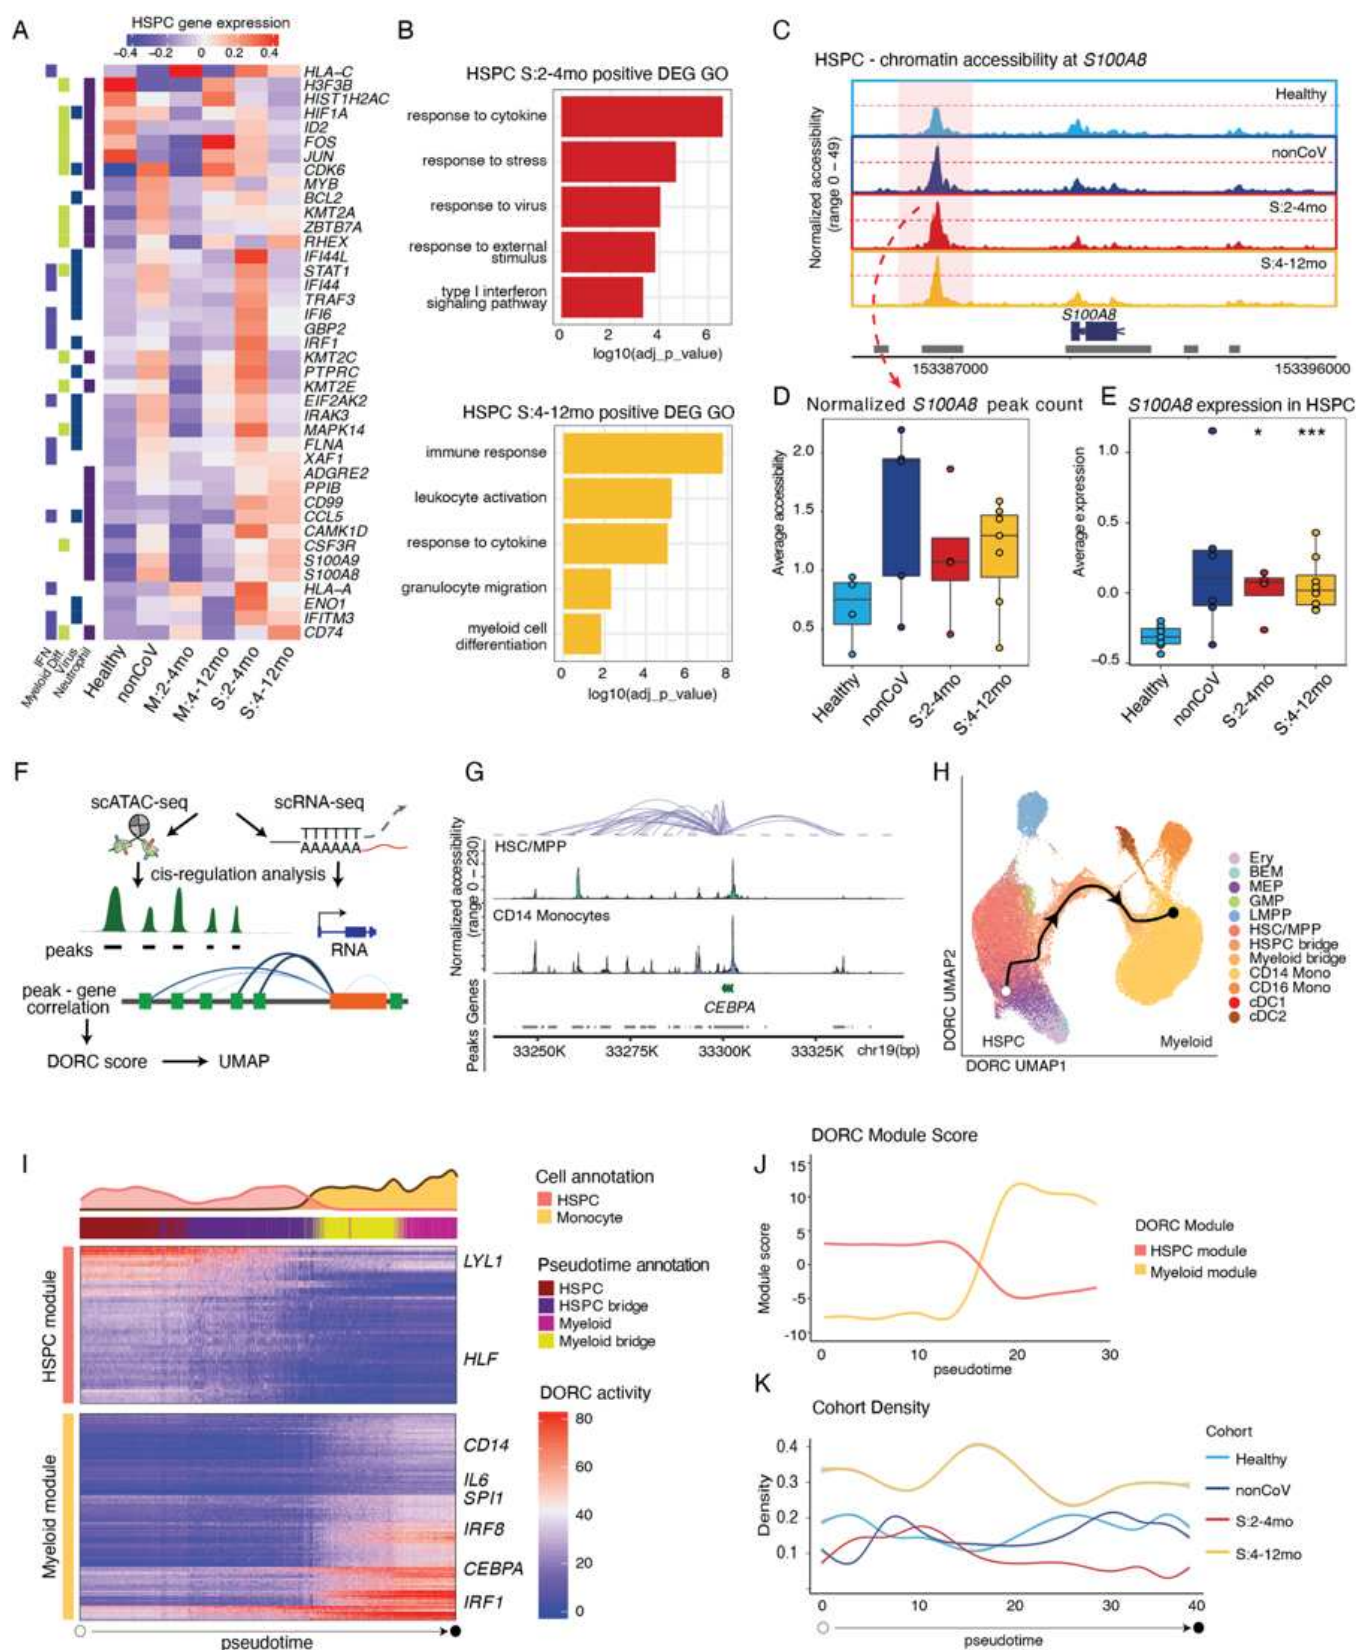 A
HSPC gene expression
-0.4 -0.2 0 0.2 0.4
HLA-C
H3F3B
HIST1H2AC
HIF1A
ID2
FOS
JUN
CDK6
MYB
BCL2
KMT2A
ZBTB7A
RHEX
IFI44L
STAT1
IFI44
TRAF3
IFI6
GBP2
IRF1
KMT2C
PTPRC
KMT2E
EIF2AK2
IRAK3
MAPK14
FLNA
XAF1
ADGRE2
PPIB
CD99
CCL5
CAMK1D
CSF3R
S100A9
S100A8
HLA-A
ENO1
IFITM3
CD74
IFN
Myeloid Diff.
Virus
Neutrophil
Healthy
nonCoV
M:2-4mo
M:4-12mo
S:2-4mo
S:4-12mo
B
HSPC S:2-4mo positive DEG GO
response to cytokine
response to stress
response to virus
response to external
stimulus
type I interferon
signaling pathway
0 2 4 6
log10(adj_p_value)
HSPC S:4-12mo positive DEG GO
immune response
leukocyte activation
response to cytokine
granulocyte migration
myeloid cell
differentiation
0 2 4 6 8
log10(adj_p_value)
C
HSPC - chromatin accessibility at S100A8
Normalized accessibility
(range 0 – 49)
Healthy
nonCoV
S:2-4mo
S:4-12mo
S100A8
153387000 153396000
D
Normalized S100A8 peak count
Average accessibility
2.0
1.5
1.0
0.5
Healthy
nonCoV
S:2-4mo
S:4-12mo
E
S100A8 expression in HSPC
Average expression
1.0
0.5
0.0
-0.5
* ***
Healthy
nonCoV
S:2-4mo
S:4-12mo
F
scATAC-seq scRNA-seq
AAAAAA
cis-regulation analysis
peaks
RNA
peak - gene
correlation
DORC score UMAP
G
Normalized accessibility
(range 0 – 230)
HSC/MPP
CD14 Monocytes
Genes
CEBPA
Peaks
33250K 33275K 33300K 33325K chr19(bp)
H
DORC UMAP2
HSPC Myeloid
DORC UMAP1
Ery
BEM
MEP
GMP
LMPP
HSC/MPP
HSPC bridge
Myeloid bridge
CD14 Mono
CD16 Mono
cDC1
cDC2
I
HSPC module
Myeloid module
LYL1
HLF
CD14
IL6
SPI1
IRF8
CEBPA
IRF1
pseudotime
Cell annotation
HSPC
Monocyte
Pseudotime annotation
HSPC
HSPC bridge
Myeloid
Myeloid bridge
DORC activity
80
60
40
20
0
DORC Module Score
J
Module score
15
10
5
0
-5
-10
0 10 20 30
pseudotime
DORC Module
HSPC module
Myeloid module
K
Cohort Density
Density
0.4
0.3
0.2
0.1
0 10 20 30 40
pseudotime
Cohort
Healthy
nonCoV
S:2-4mo
S:4-12mo